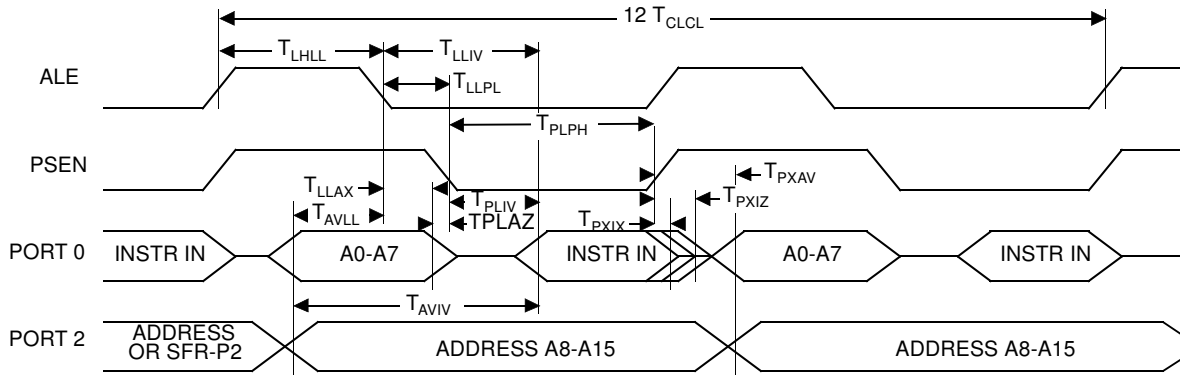 12 TCLCL
TLHLL
TLLIV
ALE
TLLPL
TPLPH
PSEN
TLLAX
TPLIV
TPXAV
TPXIZ
TAVLL
TPLAZ
TPXIX
PORT 0
INSTR IN
A0-A7
INSTR IN
A0-A7
INSTR IN
TAVIV
PORT 2
ADDRESS
OR SFR-P2
ADDRESS A8-A15
ADDRESS A8-A15